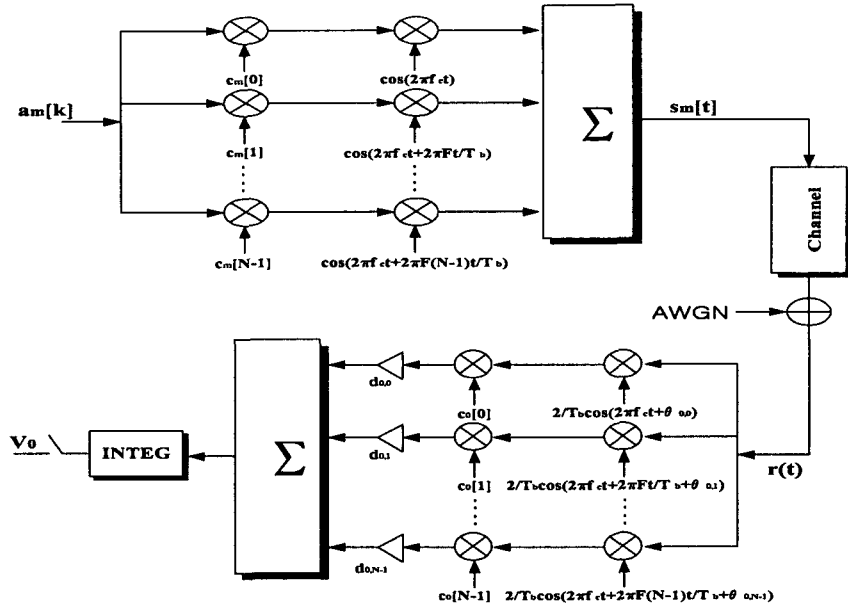 cm[0]
cos(2πf ct)
am[k]
sm[t]
Σ
cm[1]
cos(2πf ct+2πFt/T b)
cm[N-1]
cos(2πf ct+2πF(N-1)t/T b)
Channel
AWGN
d0,0
c0[0]
2/Tbcos(2πf ct+θ 0,0)
V0
INTEG
Σ
d0,1
c0[1]
2/Tbcos(2πf ct+2πFt/T b+θ 0,1)
r(t)
d0,N-1
c0[N-1]
2/Tbcos(2πf ct+2πF(N-1)t/T b+θ 0,N-1)